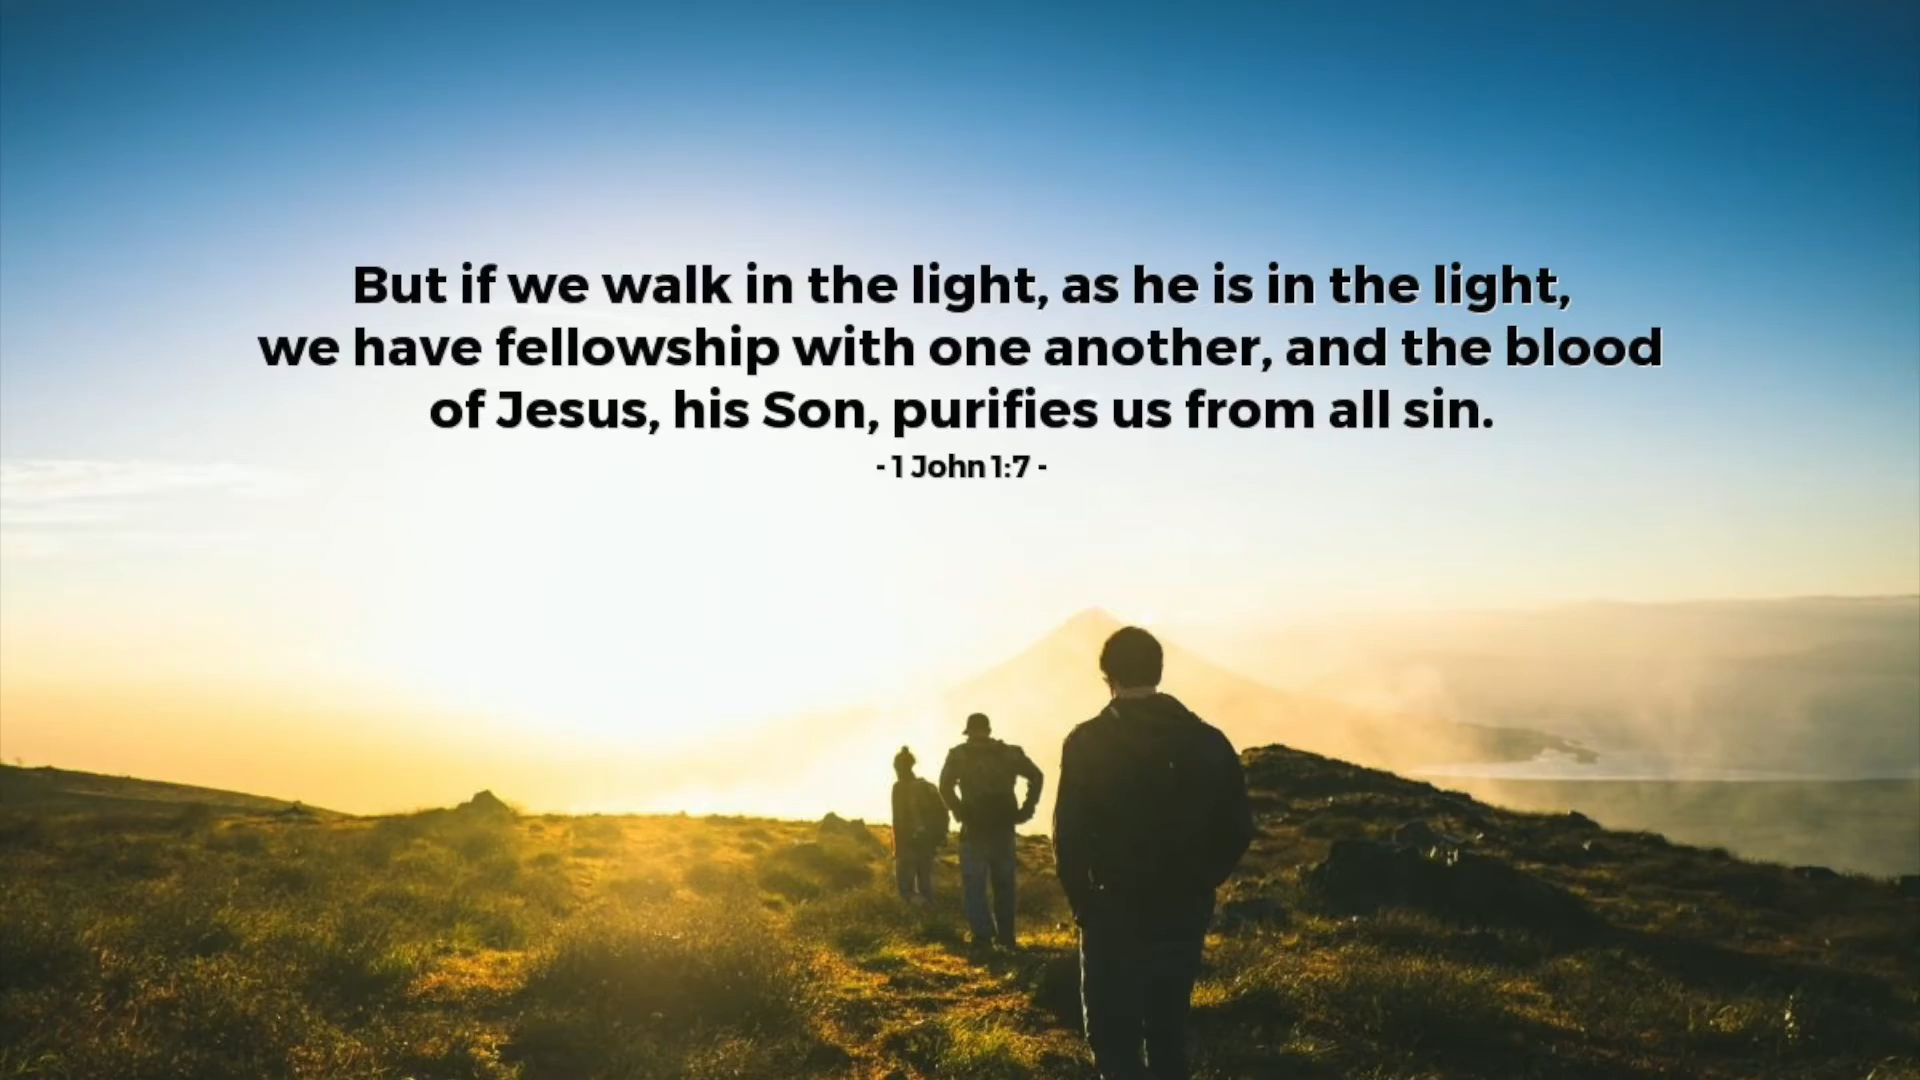 But if we walk in the light, as he is in the light,
we have fellowship with one another, and the blood
of Jesus, his Son, purifies us from all sin.
- 1 John 1:7 -